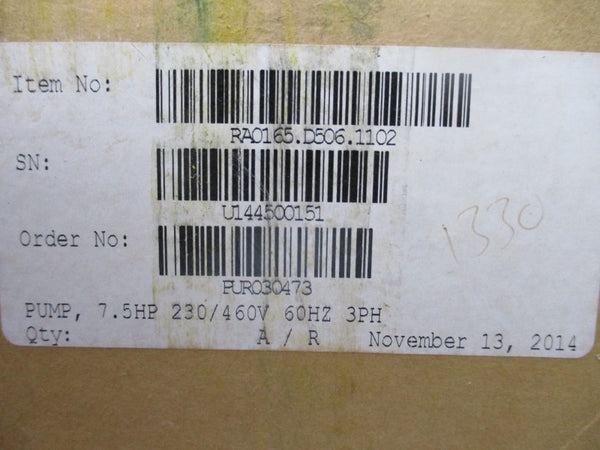 Item No:
RA0165.D506.1102
SN:
U144500151
1330
Order No:
PUR030473
PUMP, 7.5HP 230/460V 60HZ 3PH
Qty: A / R November 13, 2014